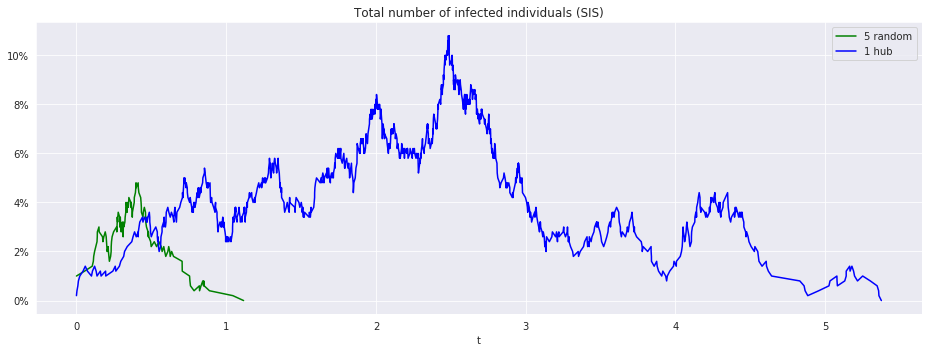 Total number of infected individuals (SIS)
5 random
1 hub
10%
8%
6%
4%
2%
0%
0 1 2 3 4 5
t